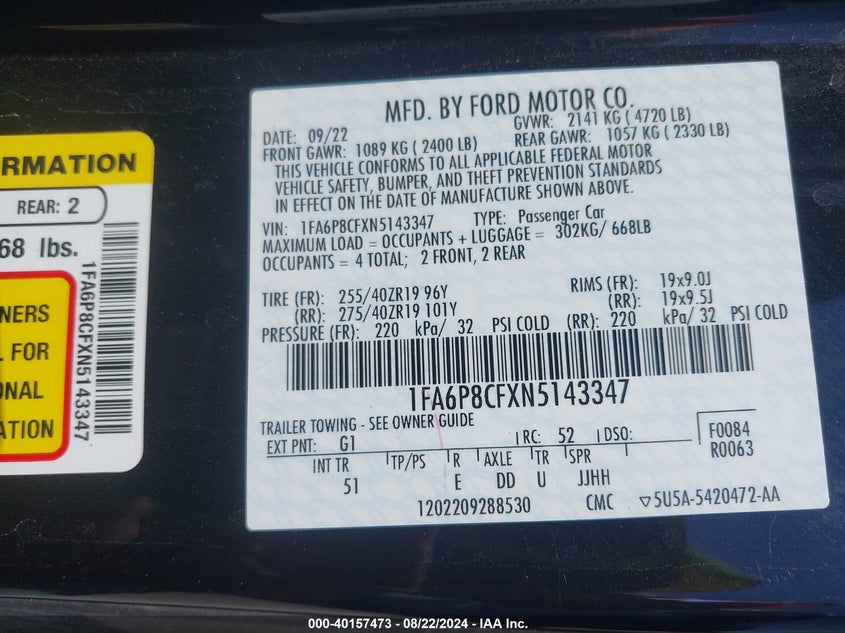 RMATION
REAR: 2
68 lbs.
NERS
L FOR
ONAL
ATION
1FA6P8CFXN5143347
MFD. BY FORD MOTOR CO.
DATE: 09/22 GVWR: 2141 KG ( 4720 LB)
FRONT GAWR: 1089 KG ( 2400 LB) REAR GAWR: 1057 KG ( 2330 LB)
THIS VEHICLE CONFORMS TO ALL APPLICABLE FEDERAL MOTOR
VEHICLE SAFETY, BUMPER, AND THEFT PREVENTION STANDARDS
IN EFFECT ON THE DATE OF MANUFACTURE SHOWN ABOVE.
VIN: 1FA6P8CFXN5143347 TYPE: Passenger Car
MAXIMUM LOAD = OCCUPANTS + LUGGAGE = 302KG/ 668LB
OCCUPANTS = 4 TOTAL; 2 FRONT, 2 REAR
TIRE (FR): 255/40ZR19 96Y RIMS (FR): 19x9.0J
(RR): 275/40ZR19 101Y (RR): 19x9.5J
PRESSURE (FR): 220 kPa/ 32 PSI COLD (RR): 220 kPa/ 32 PSI COLD
1FA6P8CFXN5143347
TRAILER TOWING - SEE OWNER GUIDE
EXT PNT: G1 RC: 52 DSO: F0084
INT TR TP/PS R AXLE TR SPR R0063
51 E DD U JJHH
1202209288530 CMC ▽5U5A-5420472-AA
000-40157473 - 08/22/2024 - IAA Inc.